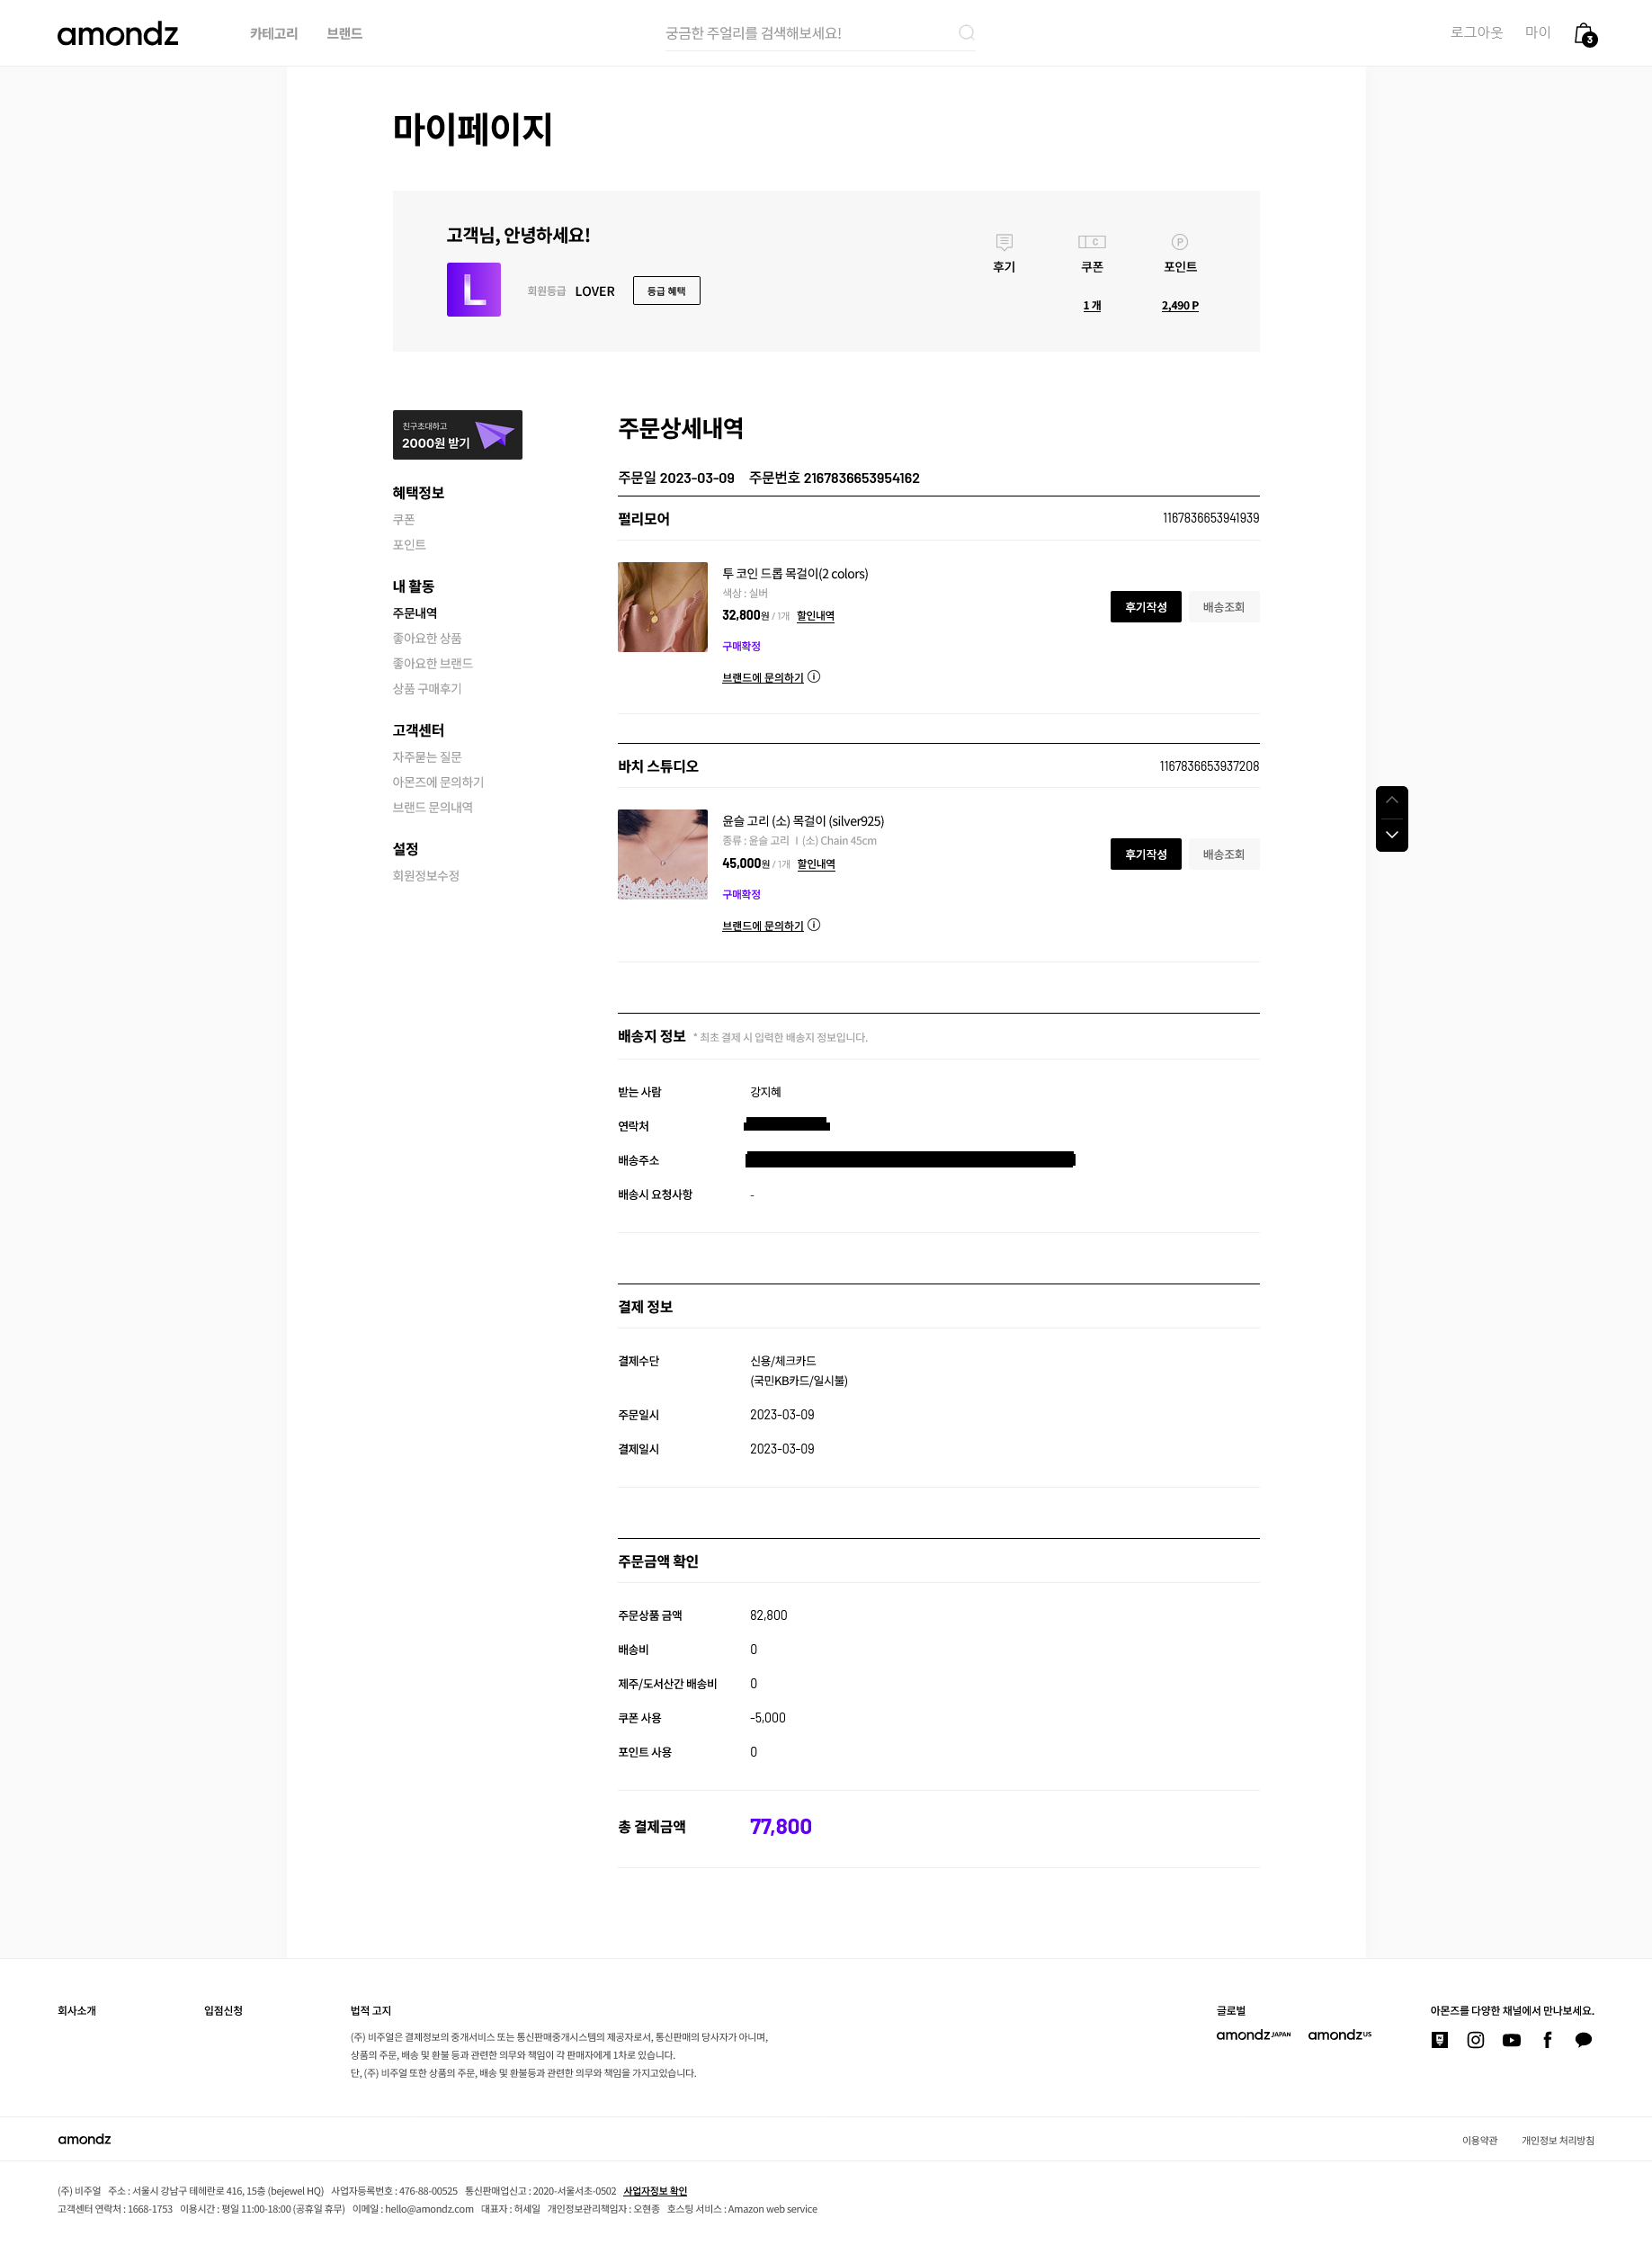 amondz
카테고리 브랜드
궁금한 주얼리를 검색해보세요!
로그아웃 마이
3
마이페이지
고객님, 안녕하세요!
L
회원등급 LOVER 등급 혜택
후기
C
쿠폰
1 개
P
포인트
2,490 P
친구초대하고
2000원 받기
혜택정보
쿠폰
포인트
내 활동
주문내역
좋아요한 상품
좋아요한 브랜드
상품 구매후기
고객센터
자주묻는 질문
아몬즈에 문의하기
브랜드 문의내역
설정
회원정보수정
주문상세내역
주문일 2023-03-09 주문번호 2167836653954162
펄리모어 1167836653941939
투 코인 드롭 목걸이(2 colors)
색상 : 실버
32,800원 / 1개 할인내역
구매확정
브랜드에 문의하기
후기작성 배송조회
바치 스튜디오 1167836653937208
윤슬 고리 (소) 목걸이 (silver925)
종류 : 윤슬 고리 ㅣ(소) Chain 45cm
45,000원 / 1개 할인내역
구매확정
브랜드에 문의하기
후기작성 배송조회
배송지 정보 * 최초 결제 시 입력한 배송지 정보입니다.
받는 사람 강지혜
연락처
배송주소
배송시 요청사항 -
결제 정보
결제수단 신용/체크카드
(국민KB카드/일시불)
주문일시 2023-03-09
결제일시 2023-03-09
주문금액 확인
주문상품 금액 82,800
배송비 0
제주/도서산간 배송비 0
쿠폰 사용 -5,000
포인트 사용 0
총 결제금액 77,800
회사소개 입점신청 법적 고지
(주) 비주얼은 결제정보의 중개서비스 또는 통신판매중개시스템의 제공자로서, 통신판매의 당사자가 아니며,
상품의 주문, 배송 및 환불 등과 관련한 의무와 책임이 각 판매자에게 1차로 있습니다.
단, (주) 비주얼 또한 상품의 주문, 배송 및 환불등과 관련한 의무와 책임을 가지고있습니다.
글로벌
amondz JAPAN amondz US
아몬즈를 다양한 채널에서 만나보세요.
amondz
이용약관 개인정보 처리방침
(주) 비주얼 주소 : 서울시 강남구 테헤란로 416, 15층 (bejewel HQ) 사업자등록번호 : 476-88-00525 통신판매업신고 : 2020-서울서초-0502 사업자정보 확인
고객센터 연락처 : 1668-1753 이용시간 : 평일 11:00-18:00 (공휴일 휴무) 이메일 : hello@amondz.com 대표자 : 허세일 개인정보관리책임자 : 오현종 호스팅 서비스 : Amazon web service